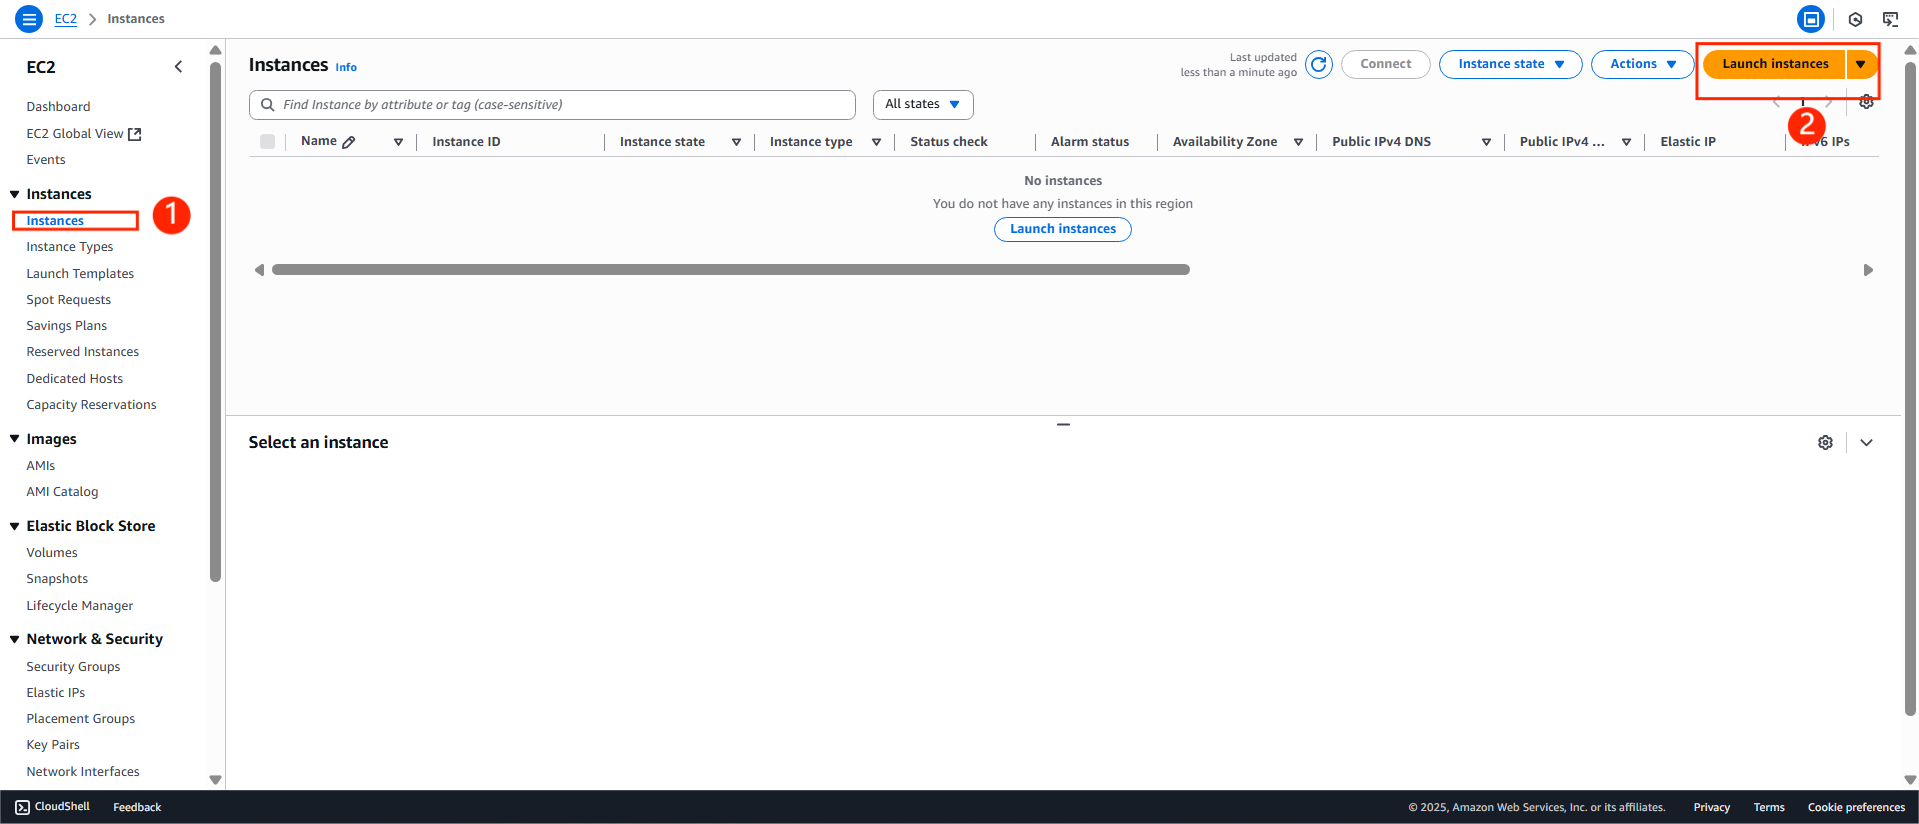 EC2 > Instances
EC2
Dashboard
EC2 Global View
Events
Instances
Instances
1
Instance Types
Launch Templates
Spot Requests
Savings Plans
Reserved Instances
Dedicated Hosts
Capacity Reservations
Images
AMIs
AMI Catalog
Elastic Block Store
Volumes
Snapshots
Lifecycle Manager
Network & Security
Security Groups
Elastic IPs
Placement Groups
Key Pairs
Network Interfaces
Instances Info
Last updated
less than a minute ago
Connect
Instance state
Actions
Launch instances
Find Instance by attribute or tag (case-sensitive)
All states
2
Name
Instance ID
Instance state
Instance type
Status check
Alarm status
Availability Zone
Public IPv4 DNS
Public IPv4 ...
Elastic IP
IPs
No instances
You do not have any instances in this region
Launch instances
Select an instance
CloudShell
Feedback
© 2025, Amazon Web Services, Inc. or its affiliates.
Privacy
Terms
Cookie preferences